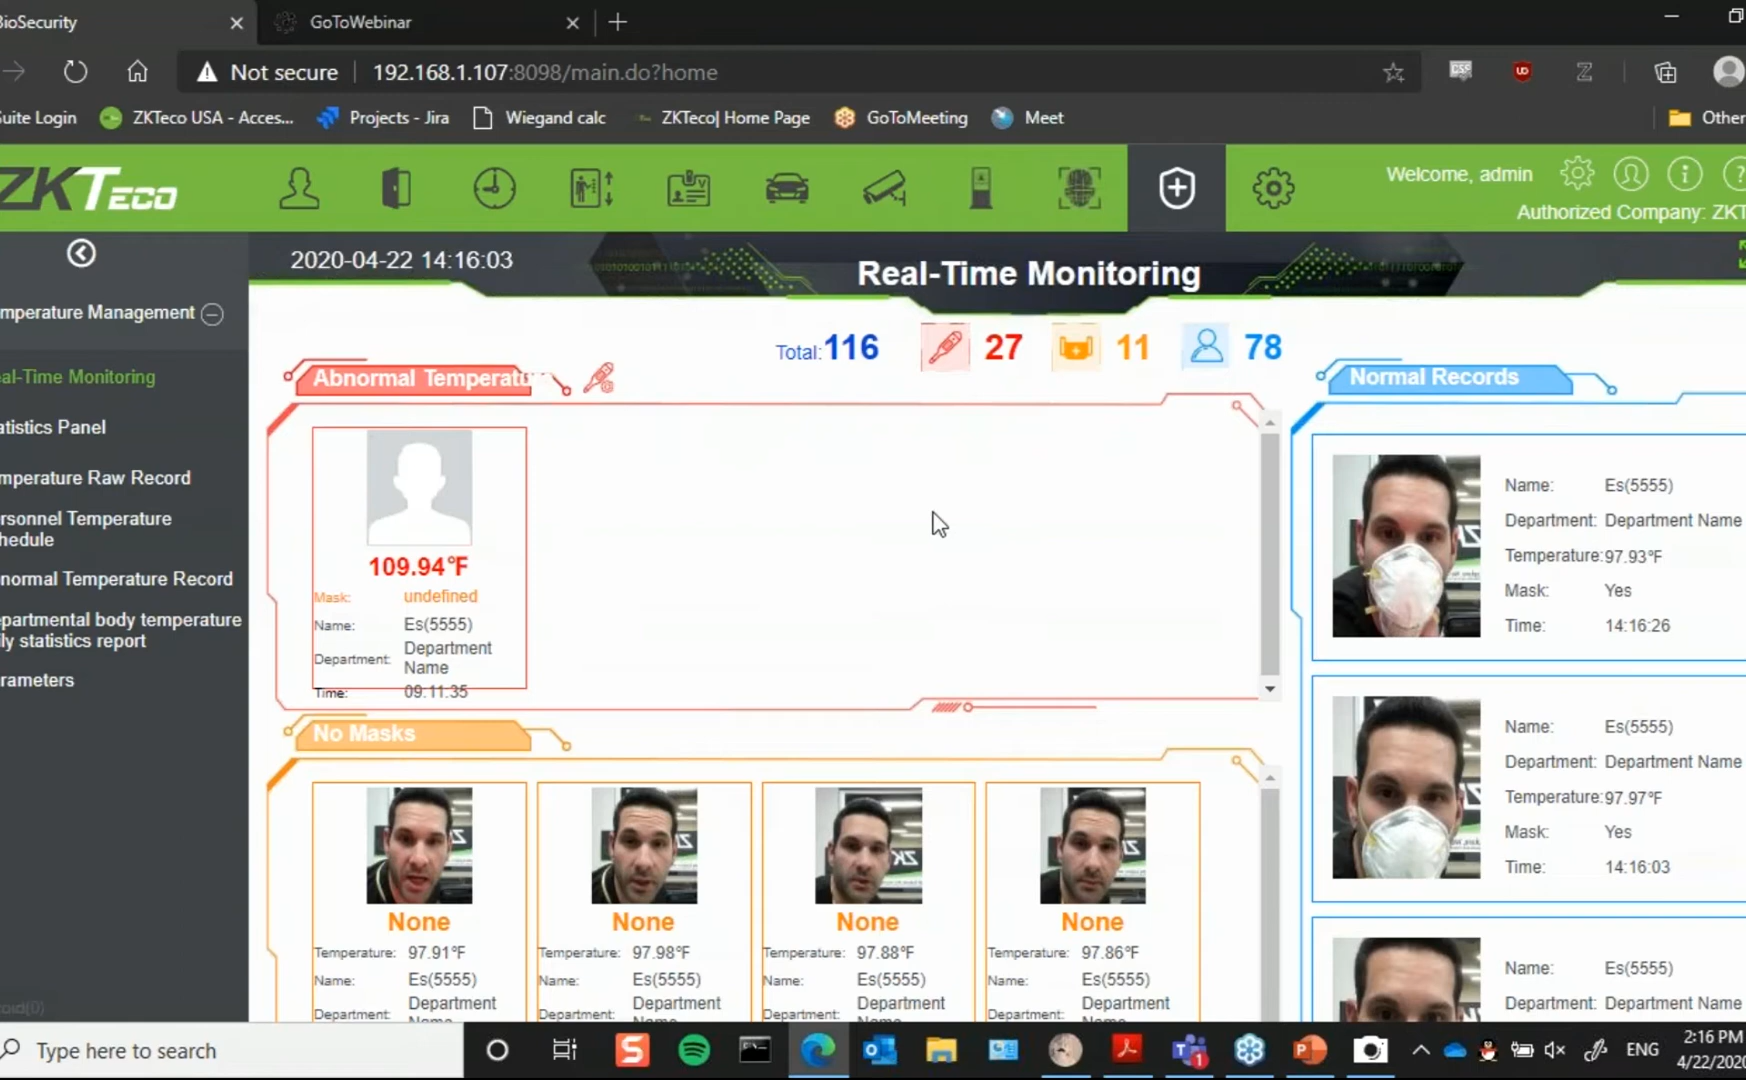 BioSecurity
GoToWebinar
Not secure
192.168.1.107:8098/main.do?home
Suite Login
ZKTeco USA - Acces...
Projects - Jira
Wiegand calc
ZKTeco| Home Page
GoToMeeting
Meet
Other
ZKTeco
Welcome, admin
Authorized Company: ZKT
2020-04-22 14:16:03
Real-Time Monitoring
mperature Management
al-Time Monitoring
atistics Panel
mperature Raw Record
rsonnel Temperature
hedule
normal Temperature Record
partmental body temperature
ily statistics report
rameters
Total:116
27
11
78
Abnormal Temperatu
109.94°F
Mask: undefined
Name: Es(5555)
Department: Department
Name
Time: 09:11:35
Normal Records
Name: Es(5555)
Department: Department Name
Temperature: 97.93°F
Mask: Yes
Time: 14:16:26
Name: Es(5555)
Department: Department Name
Temperature: 97.97°F
Mask: Yes
Time: 14:16:03
Name: Es(5555)
Department: Department Name
No Masks
None
Temperature: 97.91°F
Name: Es(5555)
Department: Department
Name
None
Temperature: 97.98°F
Name: Es(5555)
Department: Department
Name
None
Temperature: 97.88°F
Name: Es(5555)
Department: Department
Name
None
Temperature: 97.86°F
Name: Es(5555)
Department: Department
Name
Type here to search
ENG
2:16 PM
4/22/2020